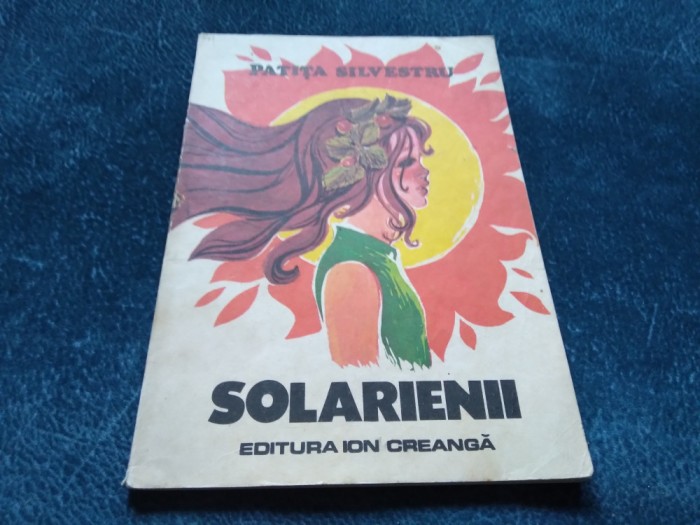 PATIȚA SILVESTRU
SOLARIENII
EDITURA ION CREANGĂ